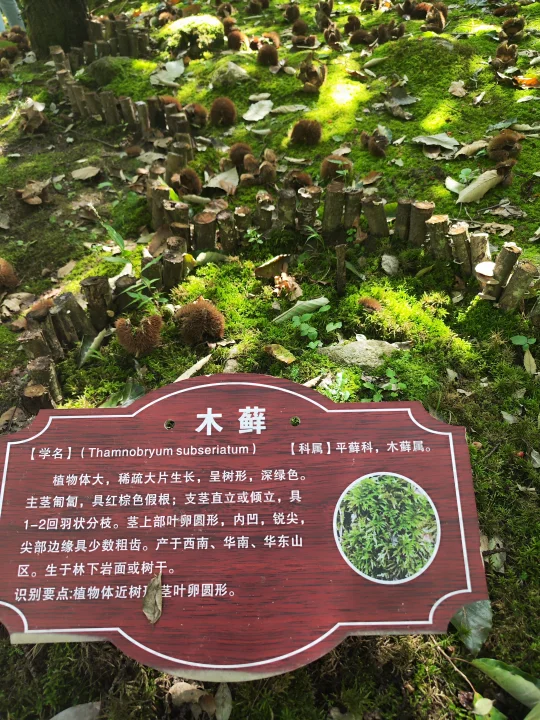 木藓
【学名】(Thamnobryum subseriatum) 【科属】平藓科，木藓属。
植物体大，稀疏大片生长，呈树形，深绿色。
主茎匍匐，具红棕色假根；支茎直立或倾立，具
1-2回羽状分枝。茎上部叶卵圆形，内凹，锐尖，
尖部边缘具少数粗齿。产于西南、华南、华东山
区。生于林下岩面或树干。
识别要点:植物体近树形 茎叶卵圆形。